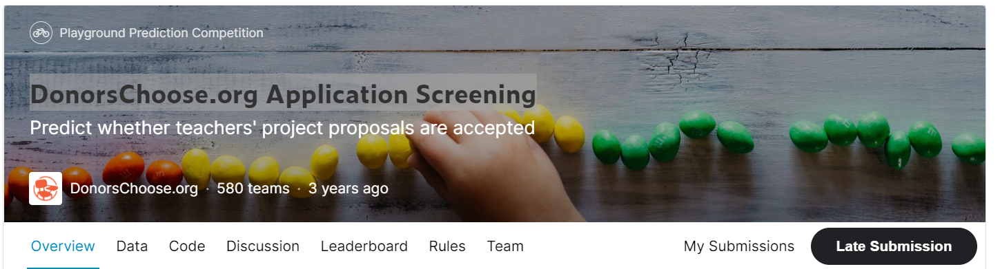 Playground Prediction Competition
DonorsChoose.org Application Screening
Predict whether teachers' project proposals are accepted
DonorsChoose.org · 580 teams · 3 years ago
Overview Data Code Discussion Leaderboard Rules Team My Submissions Late Submission